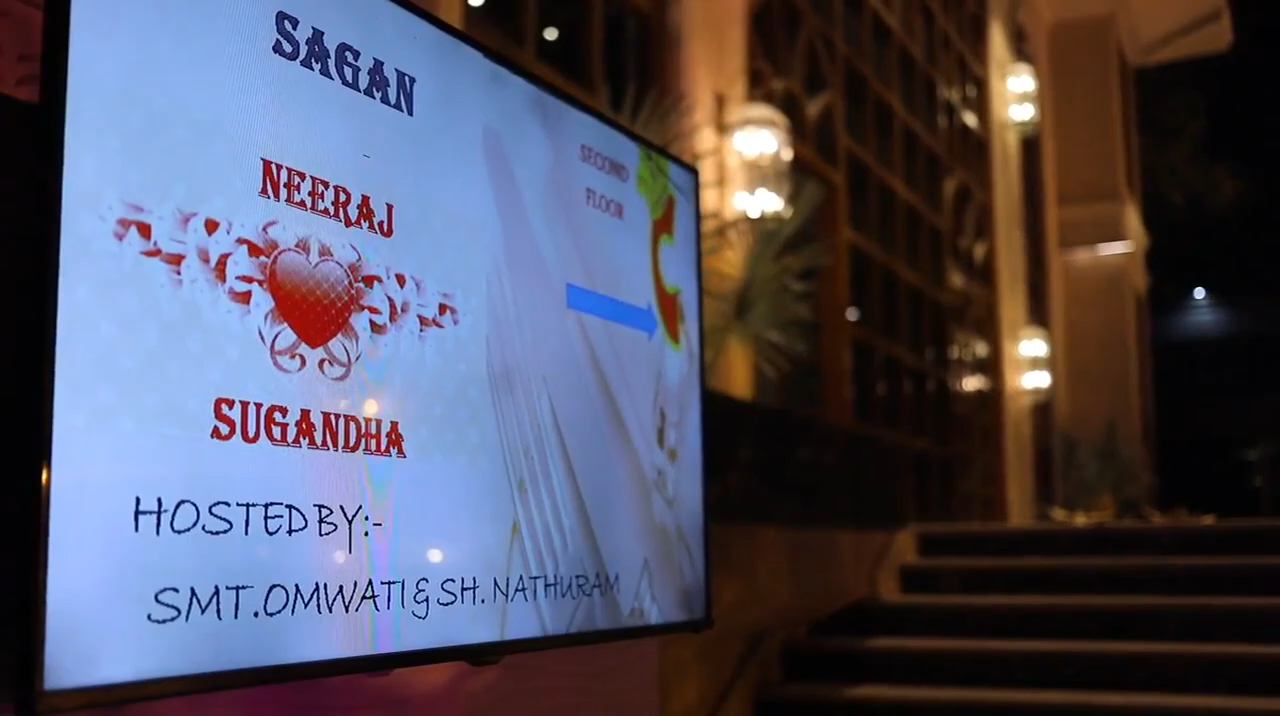 SAGAN
NEERAJ
SUGANDHA
HOSTED BY:-
SMT.OMWATI & SH. NATHURAM
SECOND
FLOOR